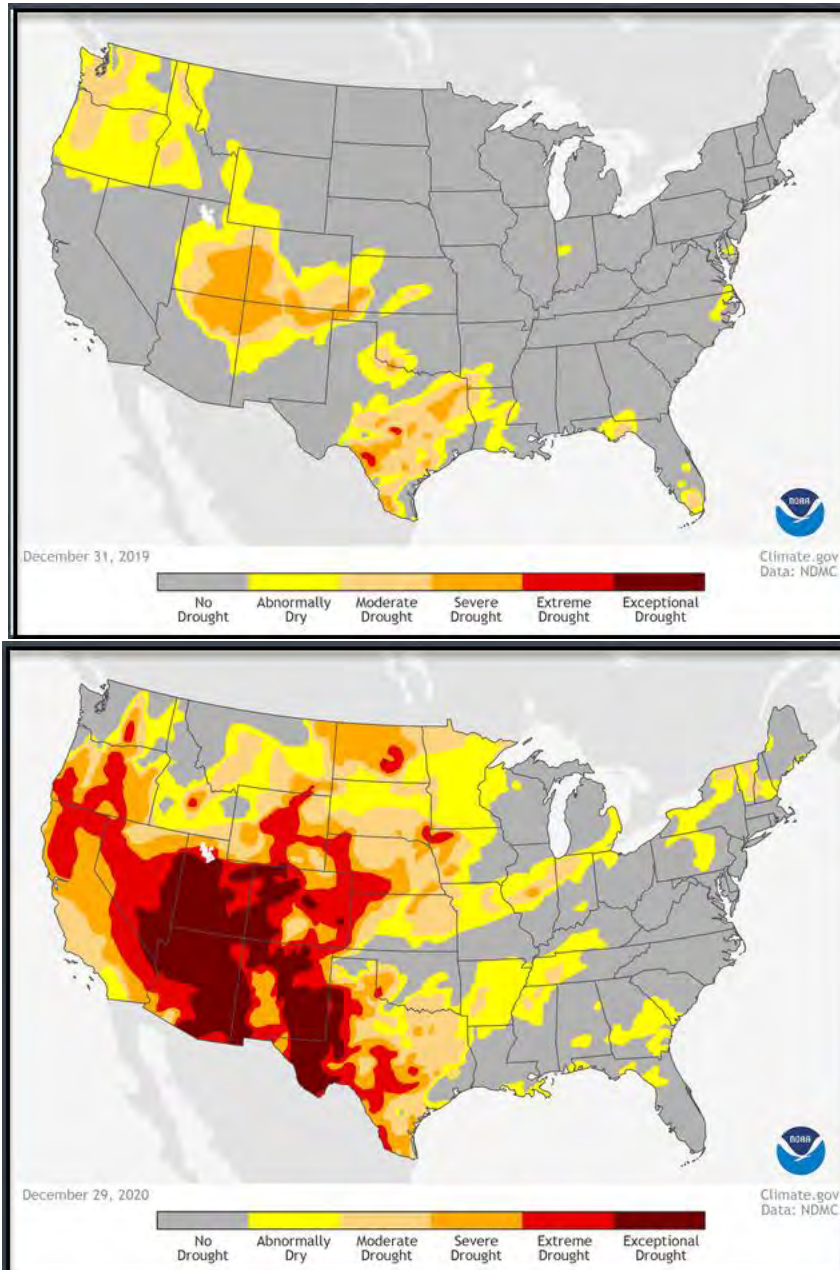 NOAA
December 31, 2019
Climate.gov
Data: NDMC
No Drought
Abnormally Dry
Moderate Drought
Severe Drought
Extreme Drought
Exceptional Drought
NOAA
December 29, 2020
Climate.gov
Data: NDMC
No Drought
Abnormally Dry
Moderate Drought
Severe Drought
Extreme Drought
Exceptional Drought